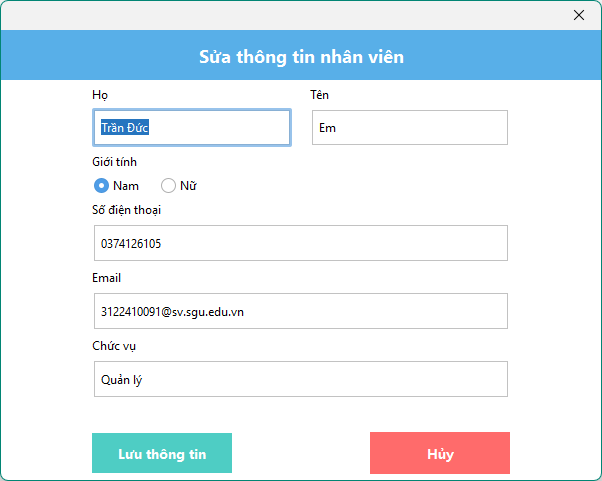 Sửa thông tin nhân viên
Họ Tên
Trần Đức Em
Giới tính
Nam Nữ
Số điện thoại
0374126105
Email
3122410091@sv.sgu.edu.vn
Chức vụ
Quản lý
Lưu thông tin Hủy